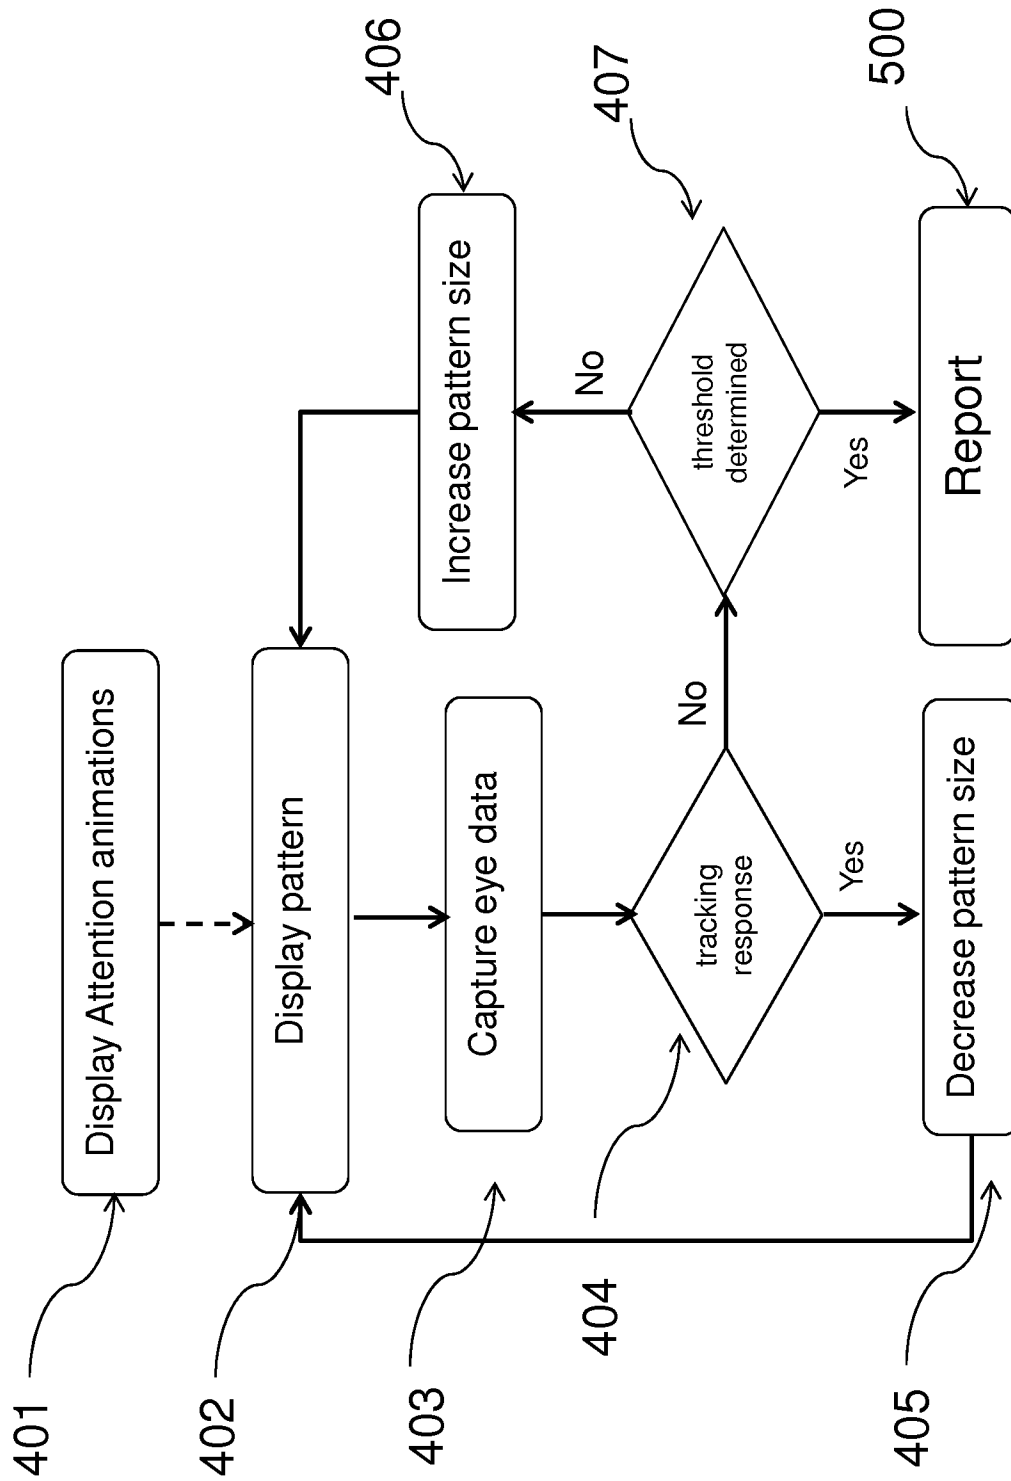 401
Display Attention animations
402
Display pattern
406
Increase pattern size
403
Capture eye data
404
tracking
response
No
Yes
407
threshold
determined
No
Yes
405
Decrease pattern size
500
Report